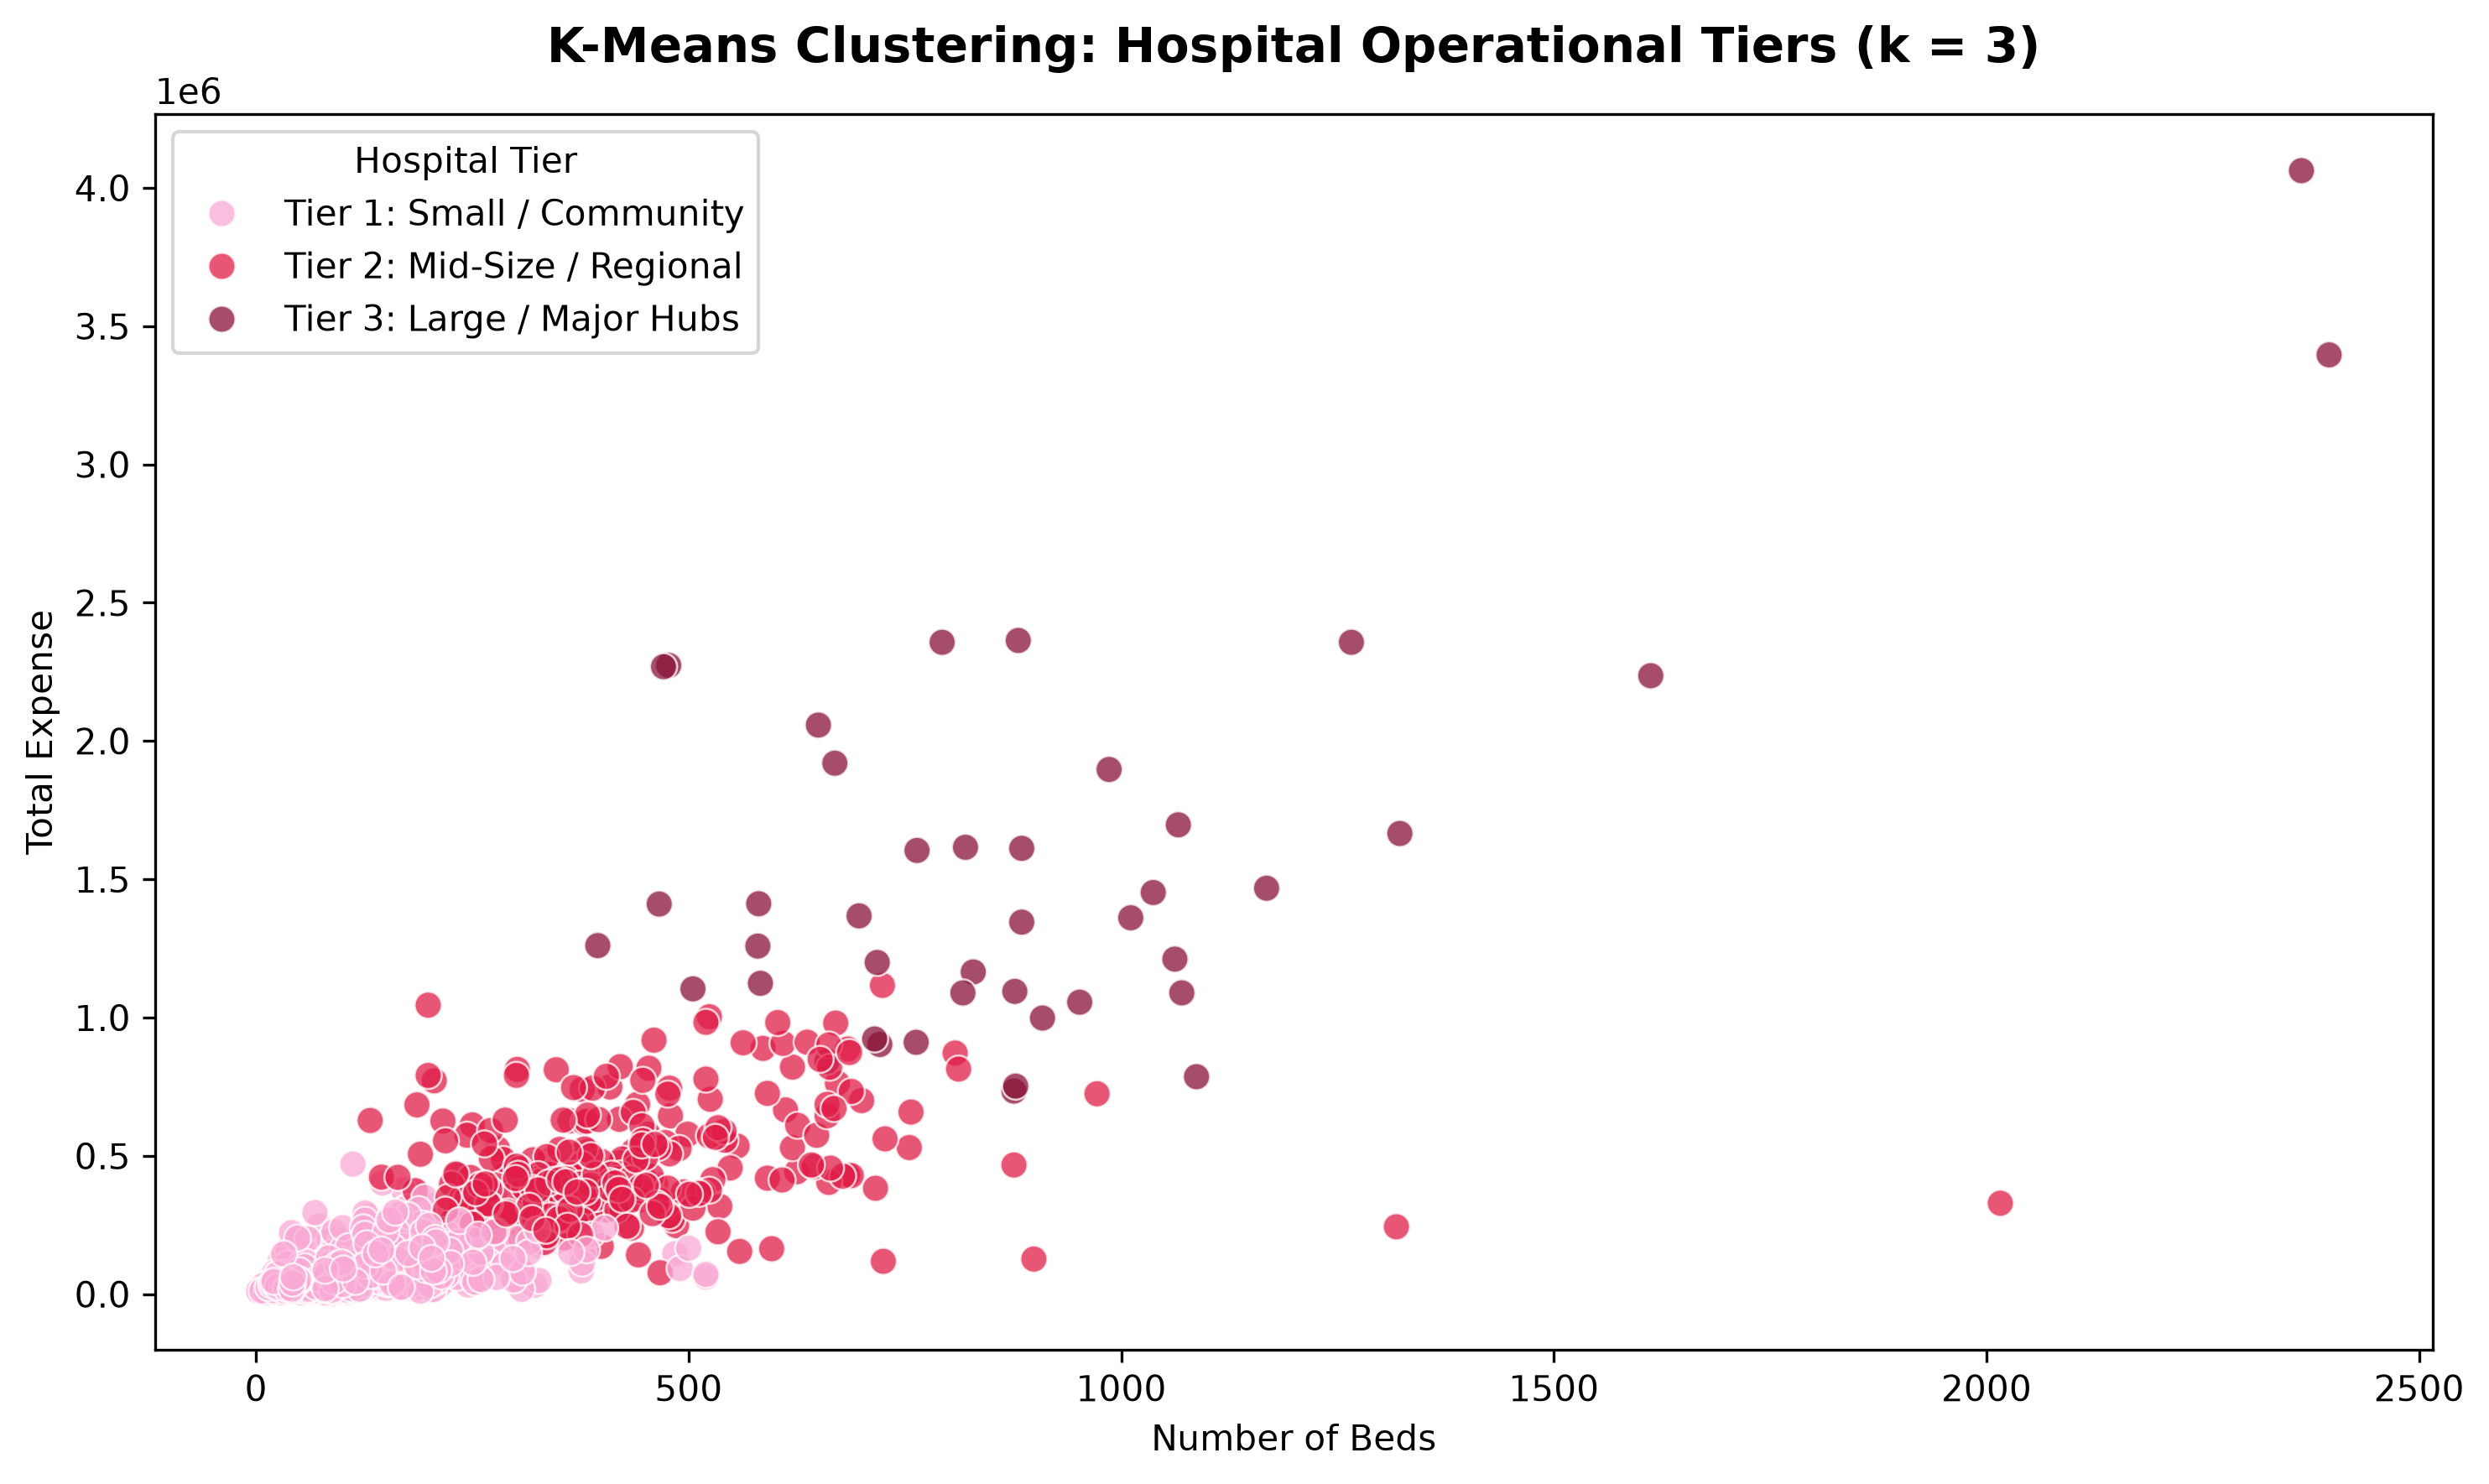 K-Means Clustering: Hospital Operational Tiers (k = 3)
1e6
Hospital Tier
Tier 1: Small / Community
Tier 2: Mid-Size / Regional
Tier 3: Large / Major Hubs
4.0
3.5
3.0
2.5
2.0
1.5
1.0
0.5
0.0
Total Expense
0 500 1000 1500 2000 2500
Number of Beds